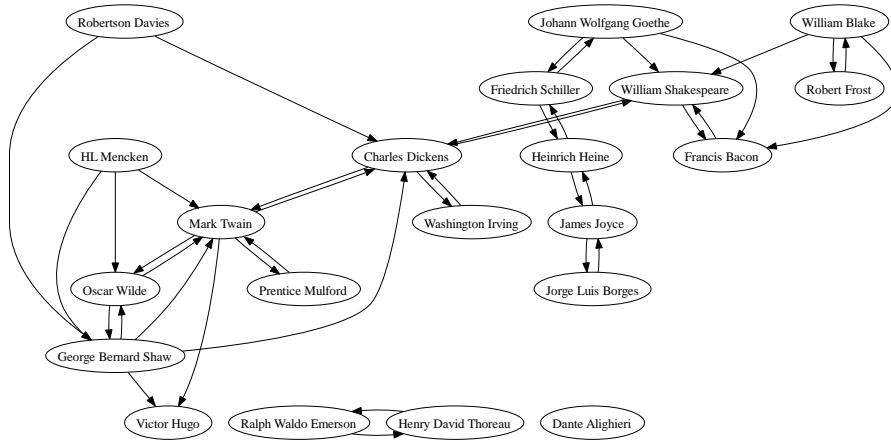 Robertson Davies
Johann Wolfgang Goethe
William Blake
Friedrich Schiller
William Shakespeare
Robert Frost
HL Mencken
Charles Dickens
Heinrich Heine
Francis Bacon
Mark Twain
Washington Irving
James Joyce
Oscar Wilde
Prentice Mulford
Jorge Luis Borges
George Bernard Shaw
Victor Hugo
Ralph Waldo Emerson
Henry David Thoreau
Dante Alighieri